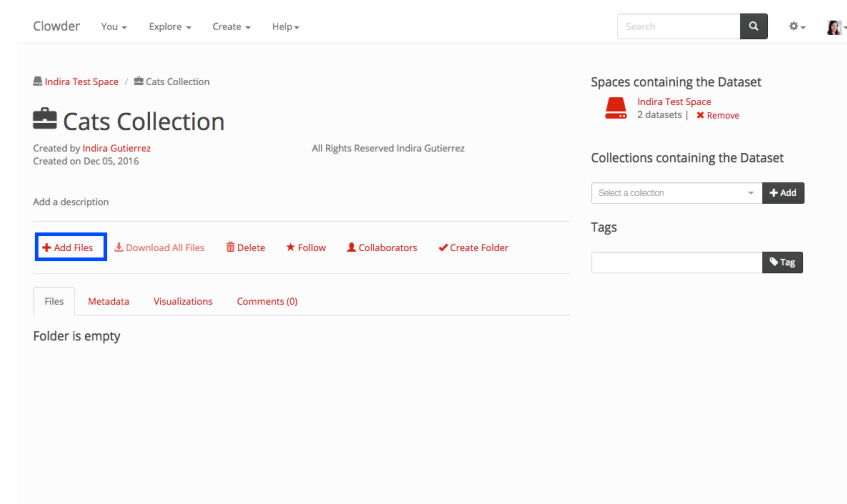 Clowder You Explore Create Help Search
Indira Test Space / Cats Collection
Cats Collection
Created by Indira Gutierrez
Created on Dec 05, 2016
All Rights Reserved Indira Gutierrez
Add a description
Add Files Download All Files Delete Follow Collaborators Create Folder
Files Metadata Visualizations Comments (0)
Folder is empty
Spaces containing the Dataset
Indira Test Space
2 datasets | Remove
Collections containing the Dataset
Select a collection Add
Tags
Tag